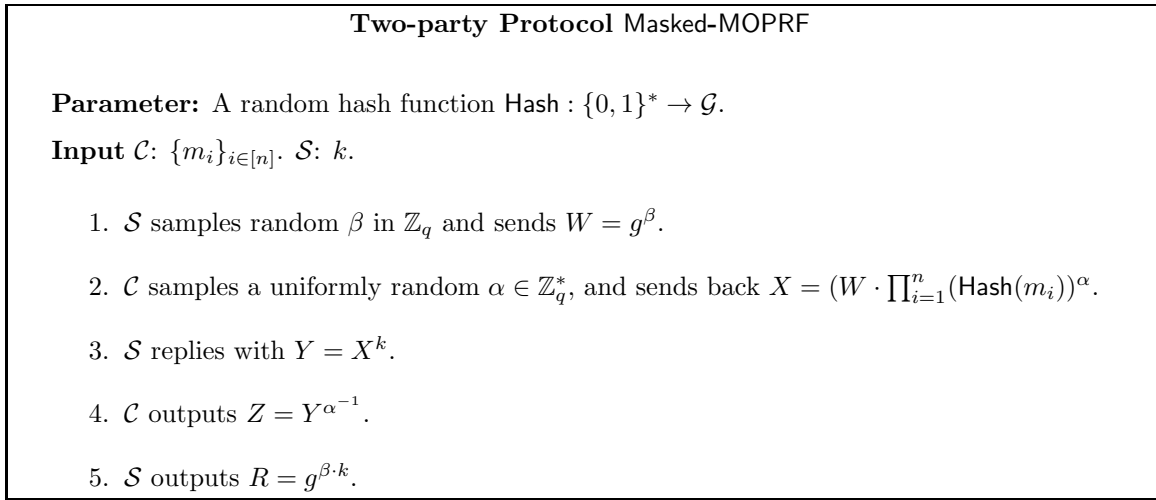 Two-party Protocol Masked-MOPRF
Parameter: A random hash function Hash : {0, 1}* → 𝒢.
Input 𝒞: {m_i}_{i∈[n]}. 𝒮: k.
1. 𝒮 samples random β in ℤ_q and sends W = g^β.
2. 𝒞 samples a uniformly random α ∈ ℤ_q^*, and sends back X = (W · ∏_{i=1}^n (Hash(m_i))^α.
3. 𝒮 replies with Y = X^k.
4. 𝒞 outputs Z = Y^{α^{-1}}.
5. 𝒮 outputs R = g^{β·k}.